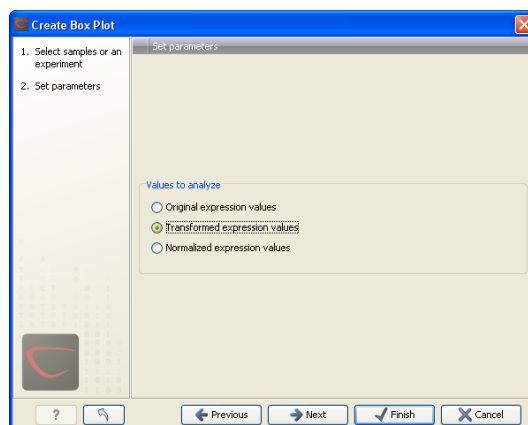 Create Box Plot
1. Select samples or an
experiment
2. Set parameters
Set parameters
Values to analyze
Original expression values
Transformed expression values
Normalized expression values
?
Previous
Next
Finish
Cancel